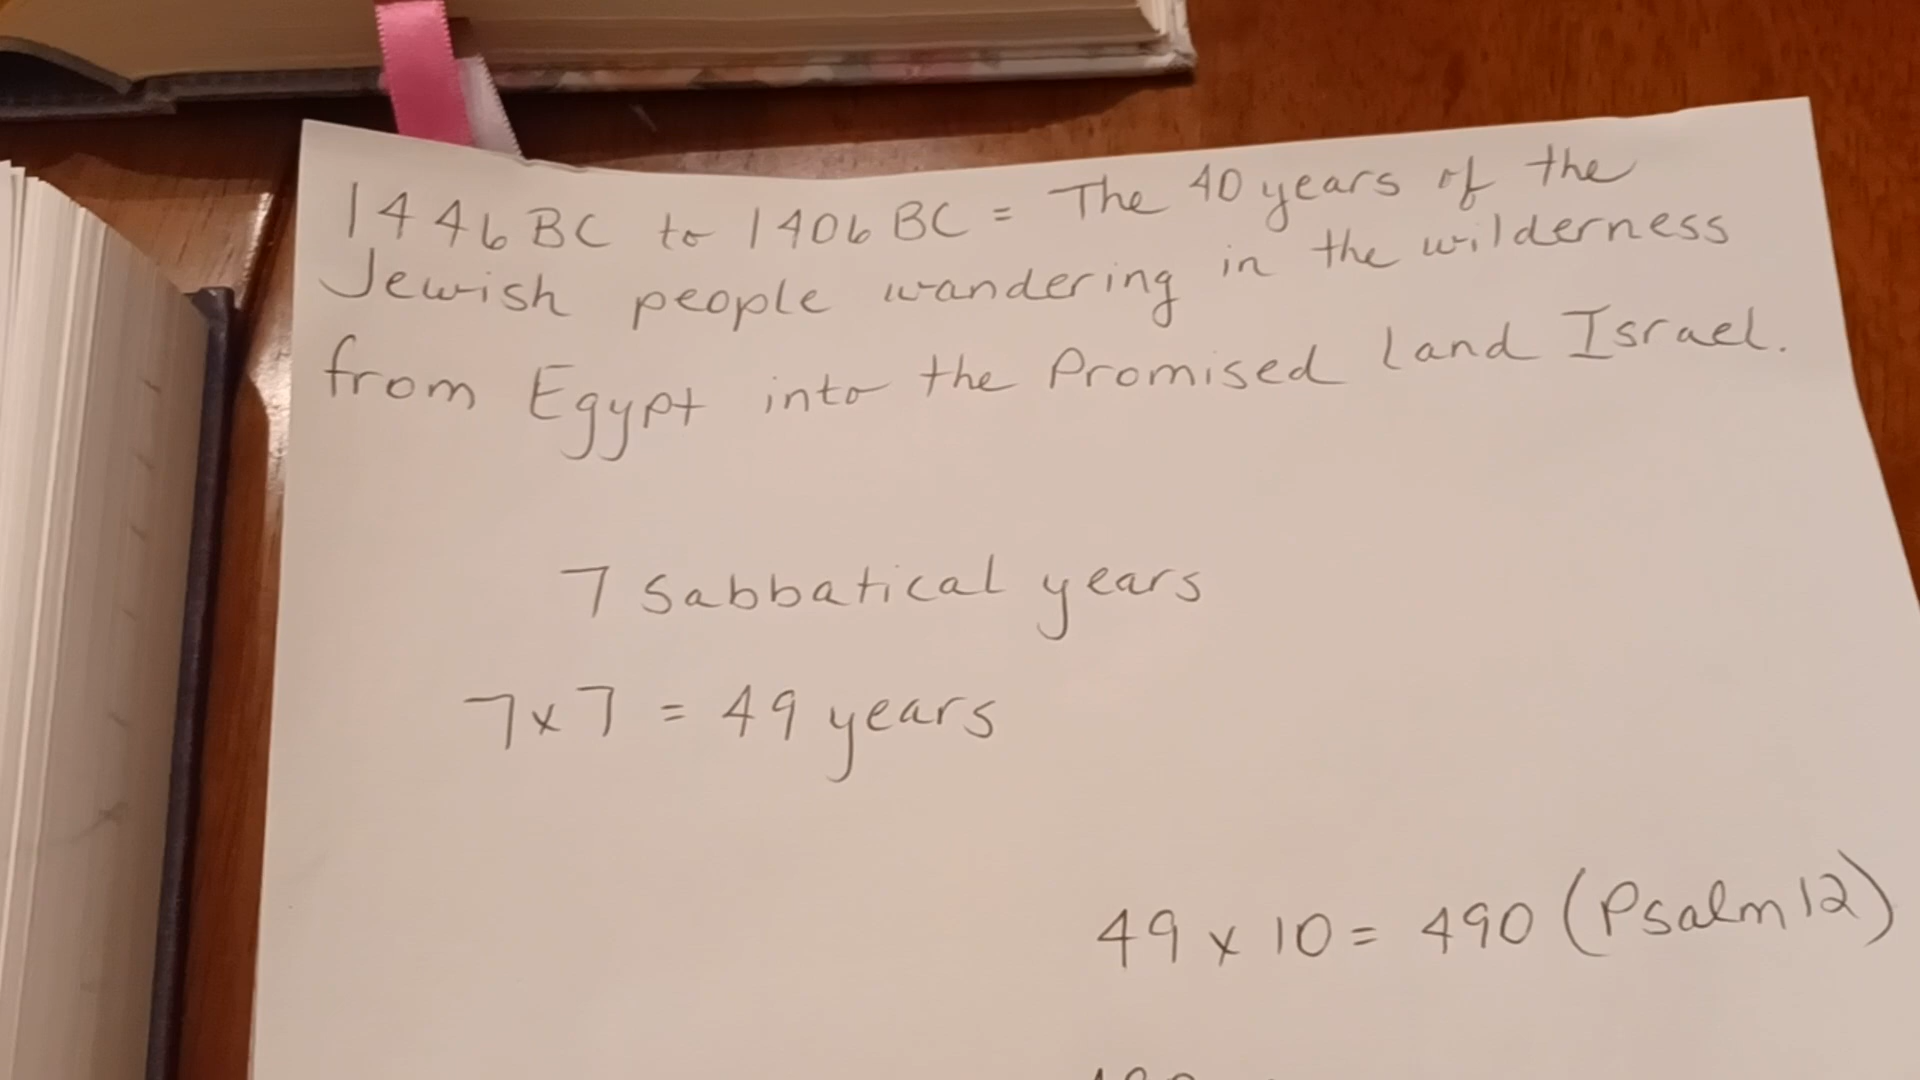 1446 BC to 1406 BC = The 40 years of the
Jewish people wandering in the wilderness
from Egypt into the Promised Land Israel.
7 Sabbatical years
7x7 = 49 years
49 x 10 = 490 (Psalm 12)